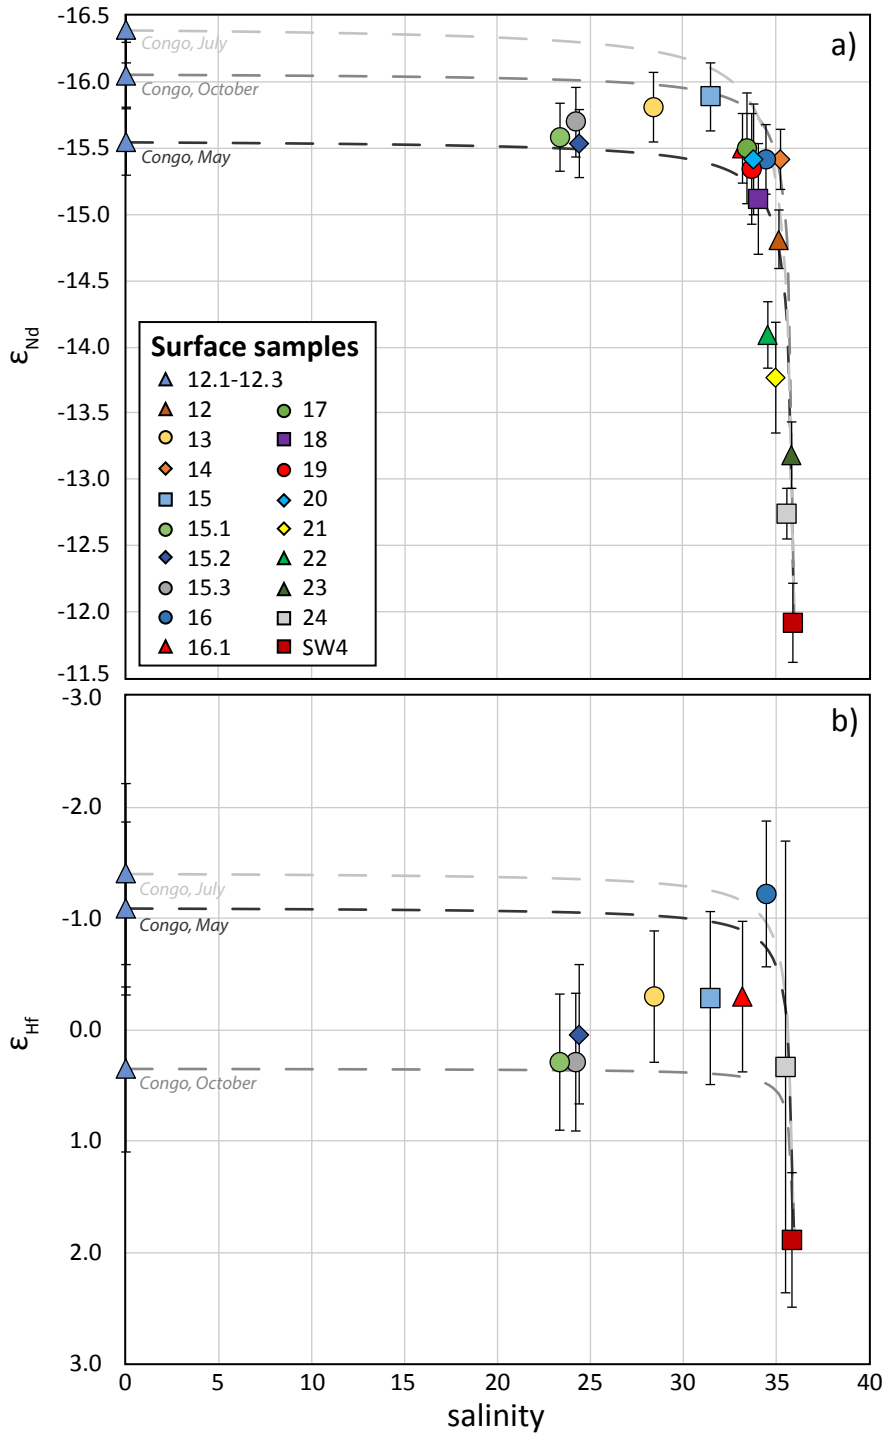 -16.5
a)
Congo, July
-16.0
Congo, October
-15.5
Congo, May
-15.0
-14.5
εNd
-14.0
-13.5
-13.0
-12.5
-12.0
-11.5
Surface samples
12.1-12.3
12
17
13
18
14
19
15
20
15.1
21
15.2
22
15.3
23
16
24
16.1
SW4
-3.0
b)
-2.0
Congo, July
-1.0
Congo, May
εHf
0.0
Congo, October
1.0
2.0
3.0
0 5 10 15 20 25 30 35 40
salinity